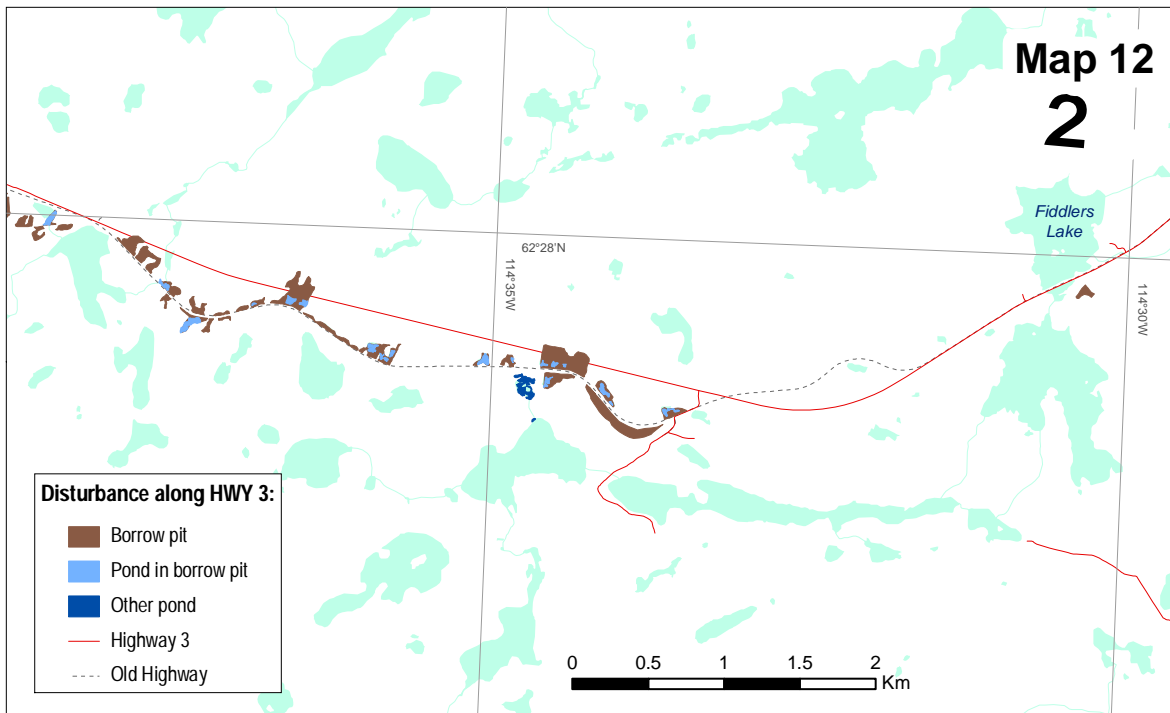 Map 12
2
Fiddlers
Lake
62°28'N
114°35'W
114°30'W
Disturbance along HWY 3:
Borrow pit
Pond in borrow pit
Other pond
Highway 3
Old Highway
0 0.5 1 1.5 2
Km